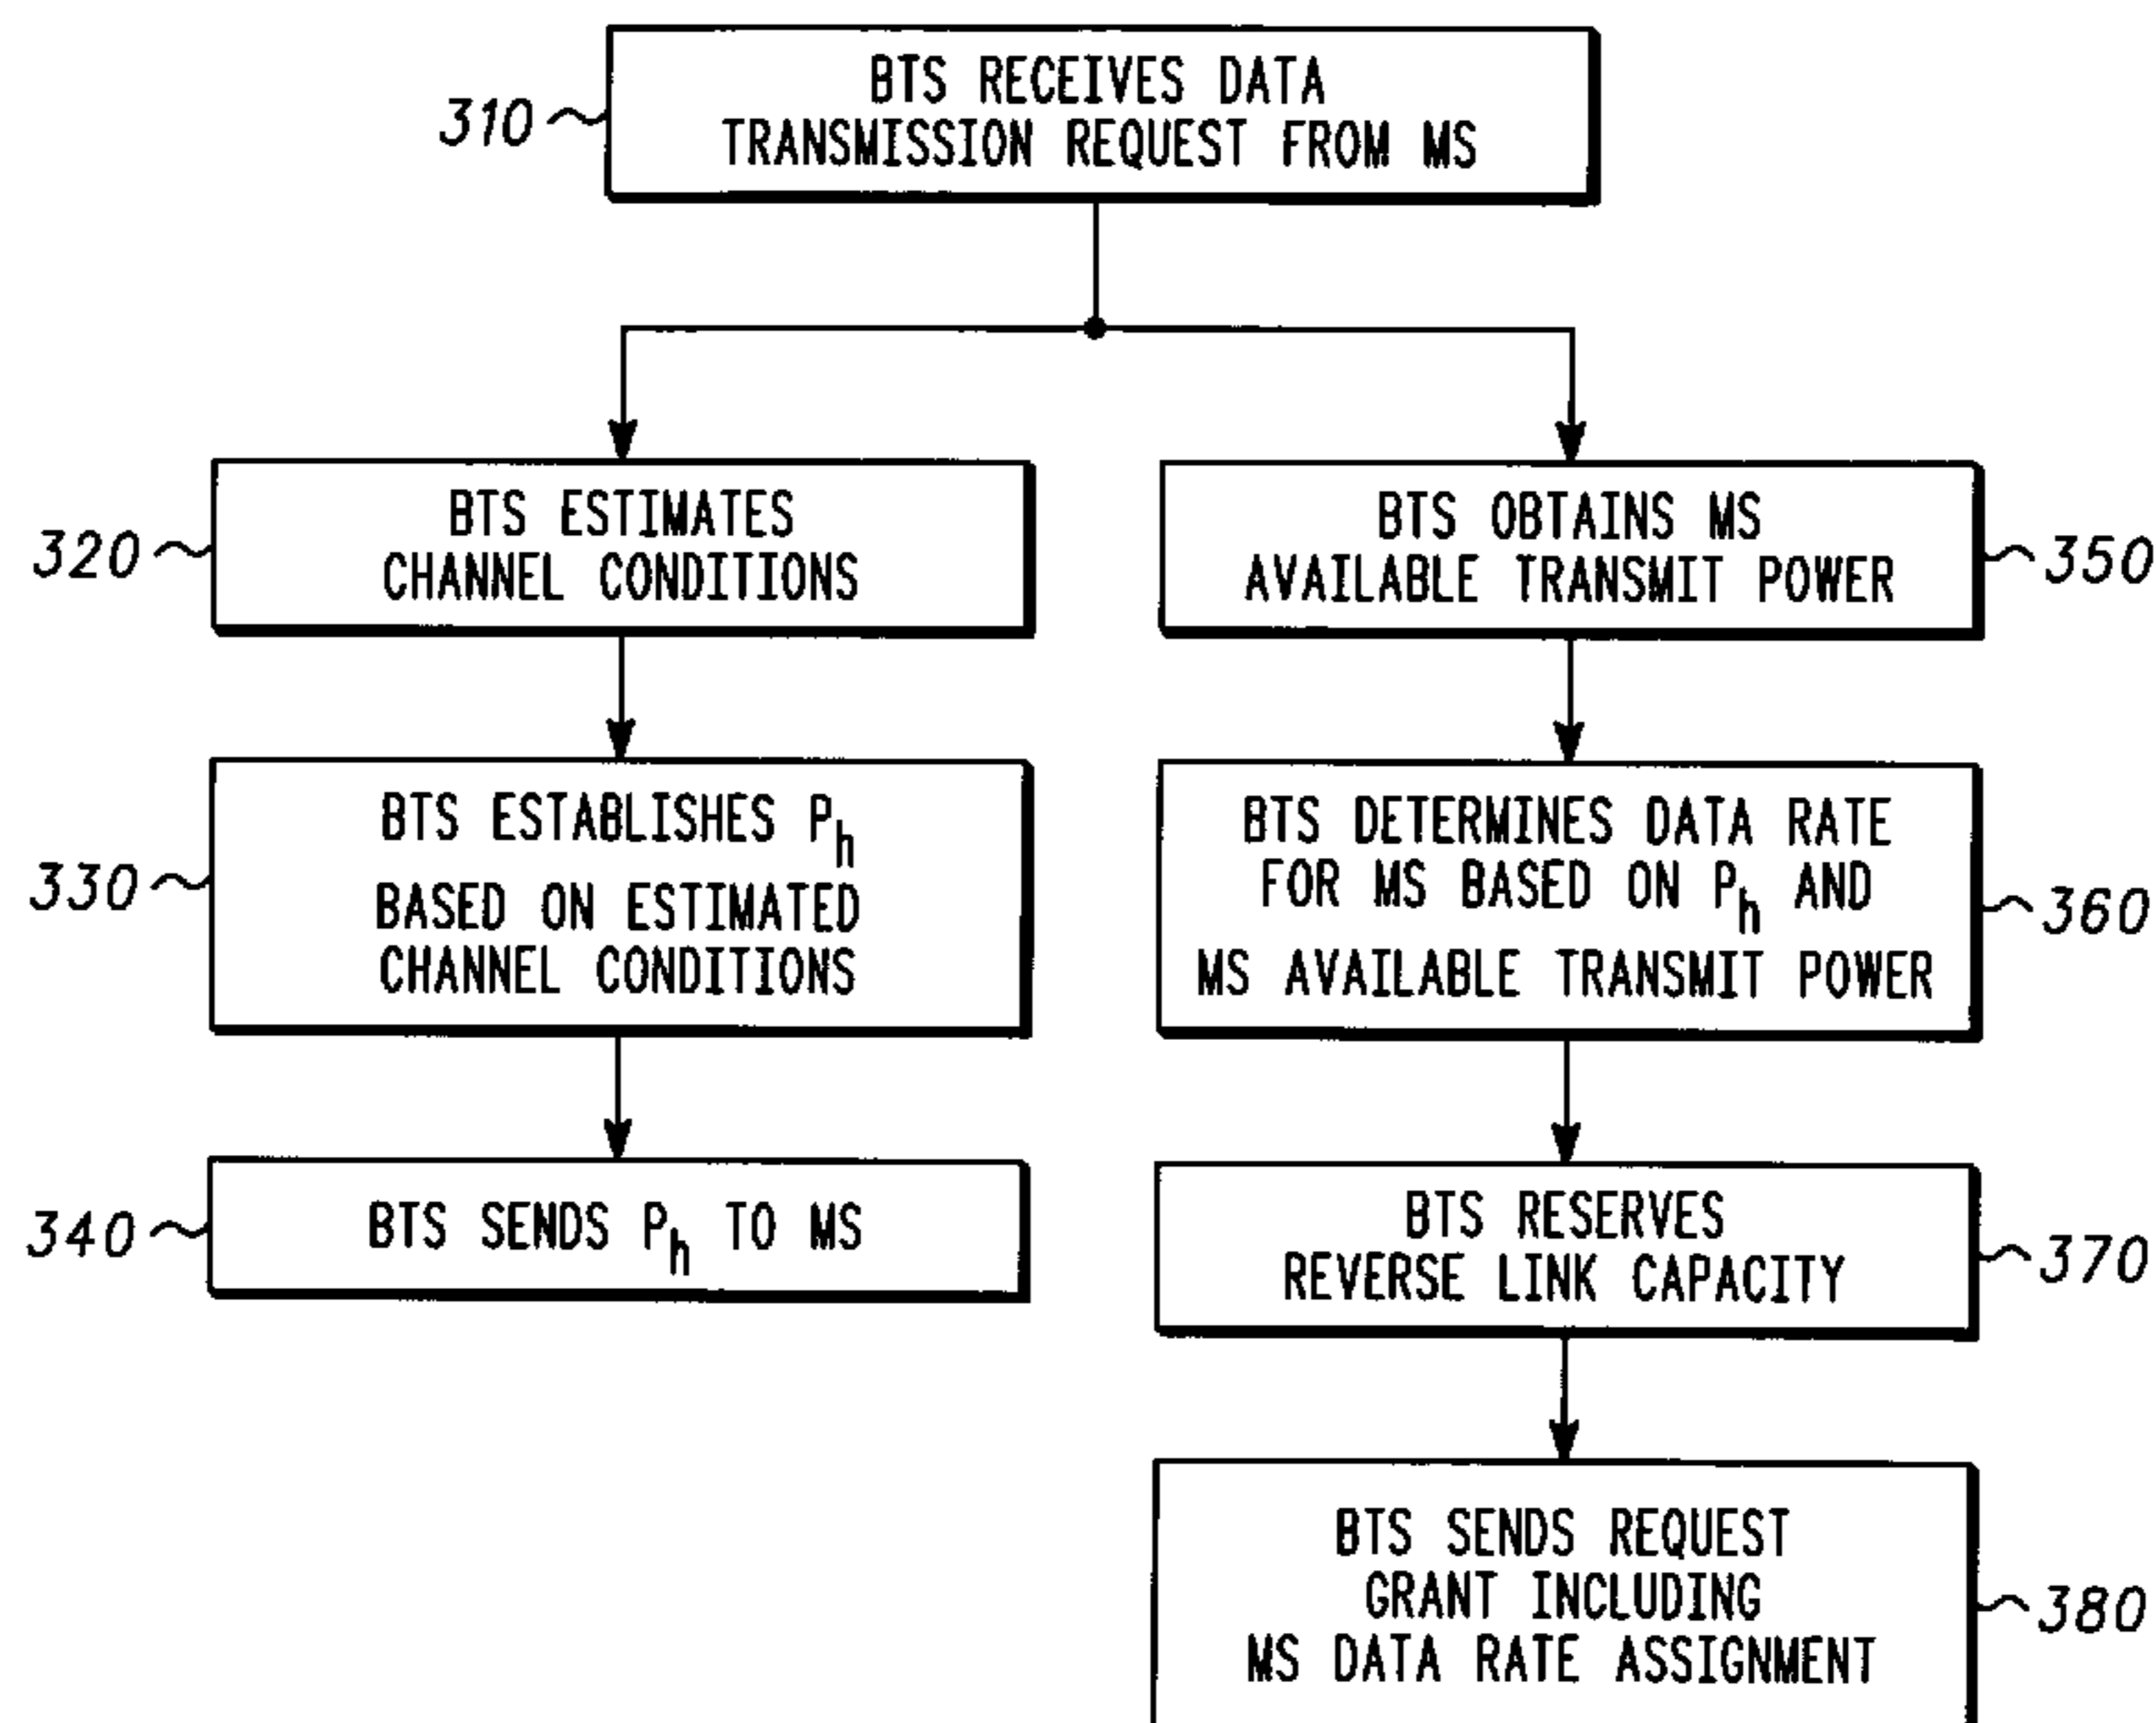 310
BTS RECEIVES DATA
TRANSMISSION REQUEST FROM MS
320
BTS ESTIMATES
CHANNEL CONDITIONS
330
BTS ESTABLISHES Ph
BASED ON ESTIMATED
CHANNEL CONDITIONS
340
BTS SENDS Ph TO MS
BTS OBTAINS MS
AVAILABLE TRANSMIT POWER
350
BTS DETERMINES DATA RATE
FOR MS BASED ON Ph AND
MS AVAILABLE TRANSMIT POWER
360
BTS RESERVES
REVERSE LINK CAPACITY
370
BTS SENDS REQUEST
GRANT INCLUDING
MS DATA RATE ASSIGNMENT
380